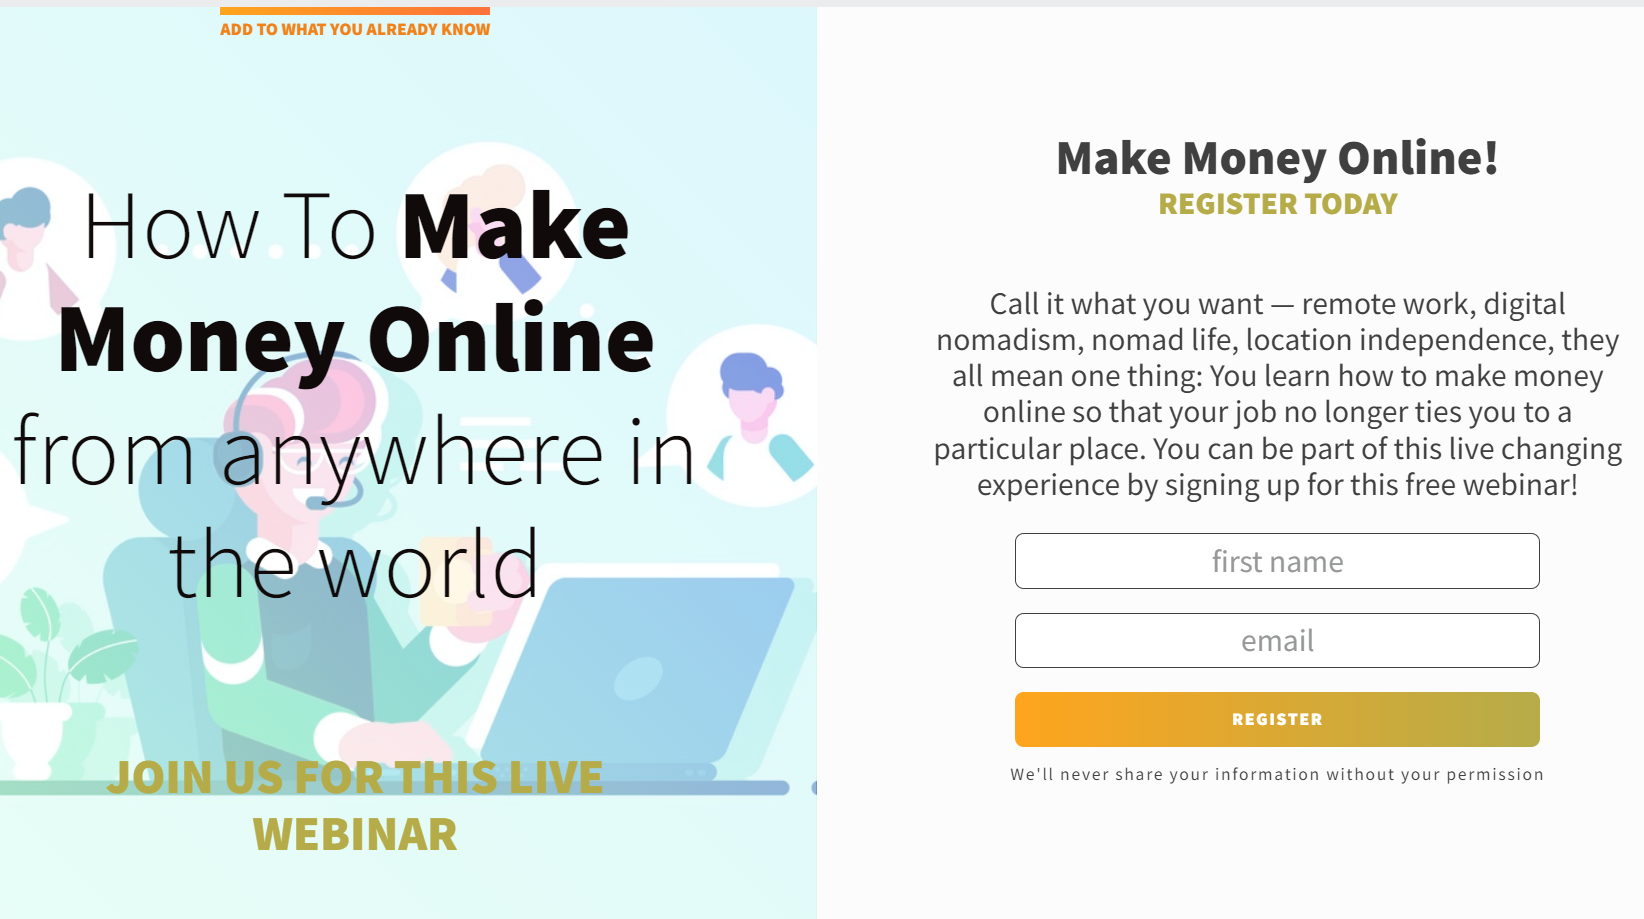 ADD TO WHAT YOU ALREADY KNOW
How To Make
Money Online
from anywhere in
the world
JOIN US FOR THIS LIVE
WEBINAR
Make Money Online!
REGISTER TODAY
Call it what you want — remote work, digital
nomadism, nomad life, location independence, they
all mean one thing: You learn how to make money
online so that your job no longer ties you to a
particular place. You can be part of this live changing
experience by signing up for this free webinar!
first name
email
REGISTER
We'll never share your information without your permission